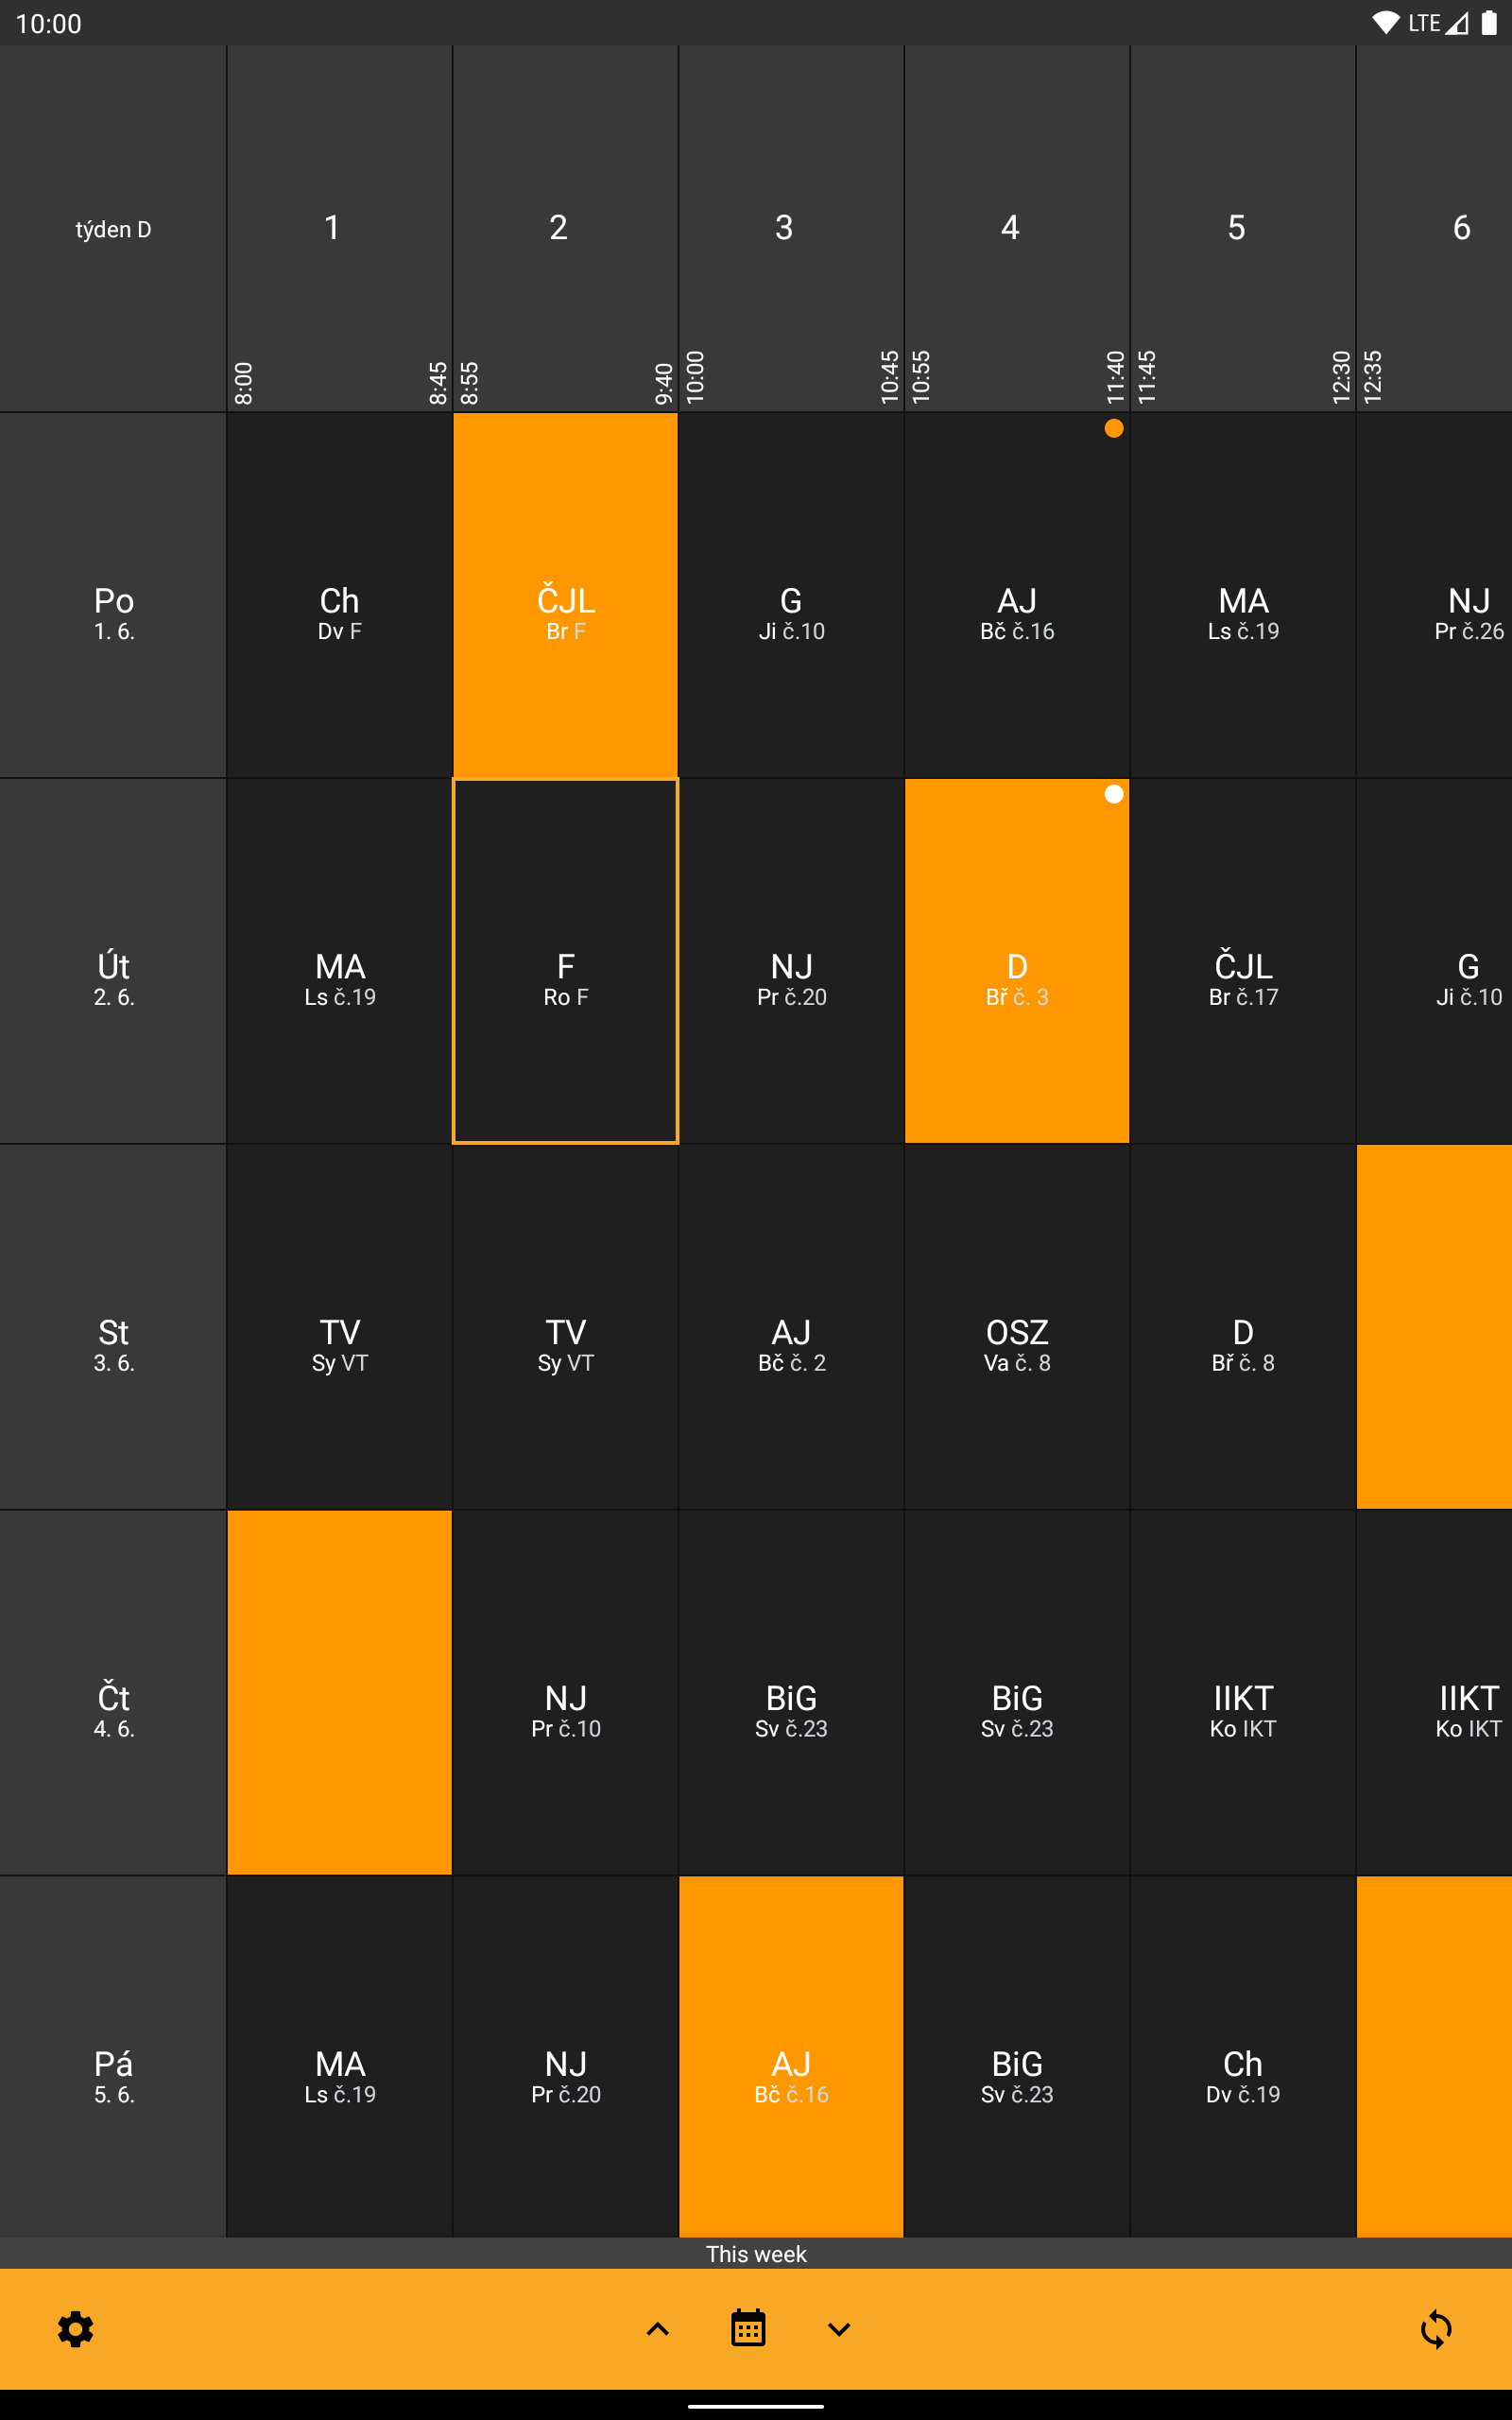 10:00 LTE
týden D 1 2 3 4 5 6
8:00 8:45 8:55 9:40 10:00 10:45 10:55 11:40 11:45 12:30 12:35
Po Ch ČJL G AJ MA NJ
1. 6. Dv F Br F Ji č.10 Bč č.16 Ls č.19 Pr č.26
Út MA F NJ D ČJL G
2. 6. Ls č.19 Ro F Pr č.20 Bř č. 3 Br č.17 Ji č.10
St TV TV AJ OSZ D
3. 6. Sy VT Sy VT Bč č. 2 Va č. 8 Bř č. 8
Čt NJ BiG BiG IIKT IIKT
4. 6. Pr č.10 Sv č.23 Sv č.23 Ko IKT Ko IKT
Pá MA NJ AJ BiG Ch
5. 6. Ls č.19 Pr č.20 Bč č.16 Sv č.23 Dv č.19
This week